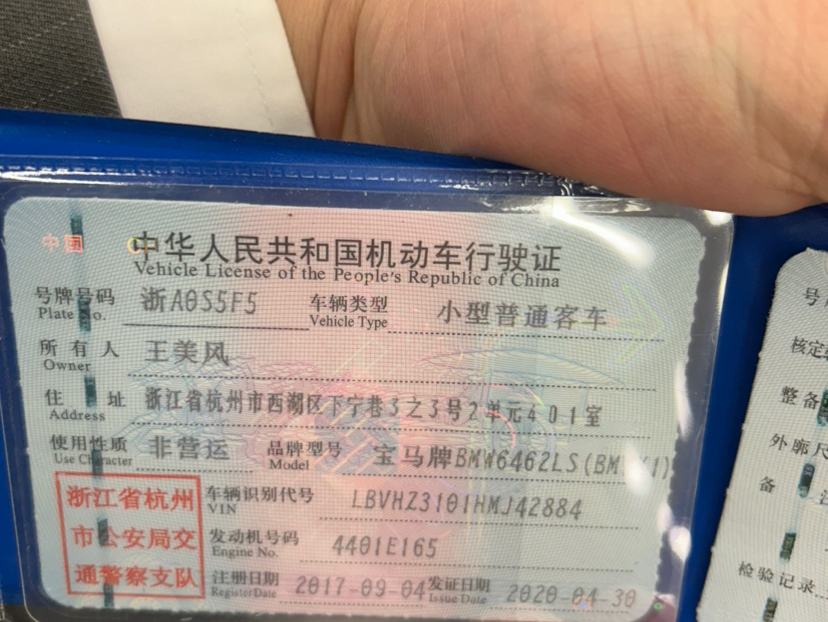 中国
中华人民共和国机动车行驶证
Vehicle License of the People's Republic of China
号牌号码 浙A0S5F5 车辆类型 小型普通客车
Plate No. Vehicle Type
所有人 王美风
Owner
住址 浙江省杭州市西湖区下宁巷3之3号2单元401室
Address
使用性质 非营运 品牌型号 宝马牌BMW6462LS(BM
Use Character Model
浙江省杭州
市公安局交
通警察支队
车辆识别代号 LBVHZ3101HMJ42884
VIN
发动机号码 4401E165
Engine No.
注册日期 2017-09-04 发证日期 2020-04-30
Register Date Issue Date
号
核定
整备
外廓尺
备
检验记录